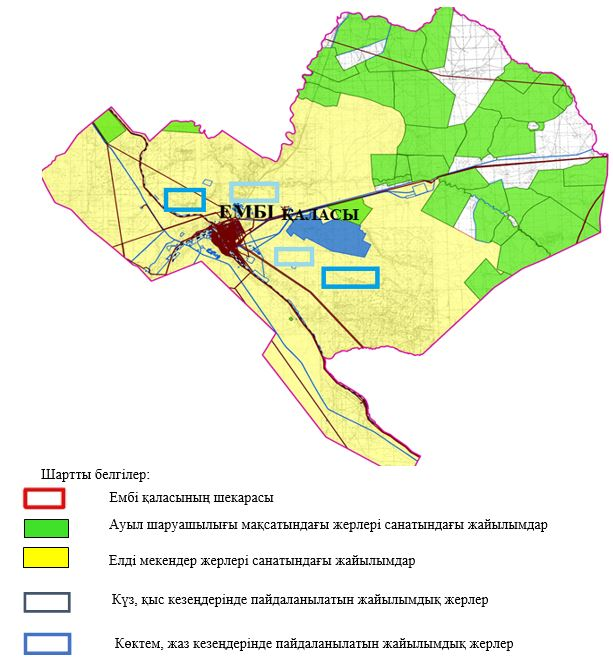 ЕМБІ ҚАЛАСЫ
Шартты белгілер:
Ембі қаласының шекарасы
Ауыл шаруашылығы мақсатындағы жерлері санатындағы жайылымдар
Елді мекендер жерлері санатындағы жайылымдар
Күз, қыс кезеңдерінде пайдаланылатын жайылымдық жерлер
Көктем, жаз кезеңдерінде пайдаланылатын жайылымдық жерлер